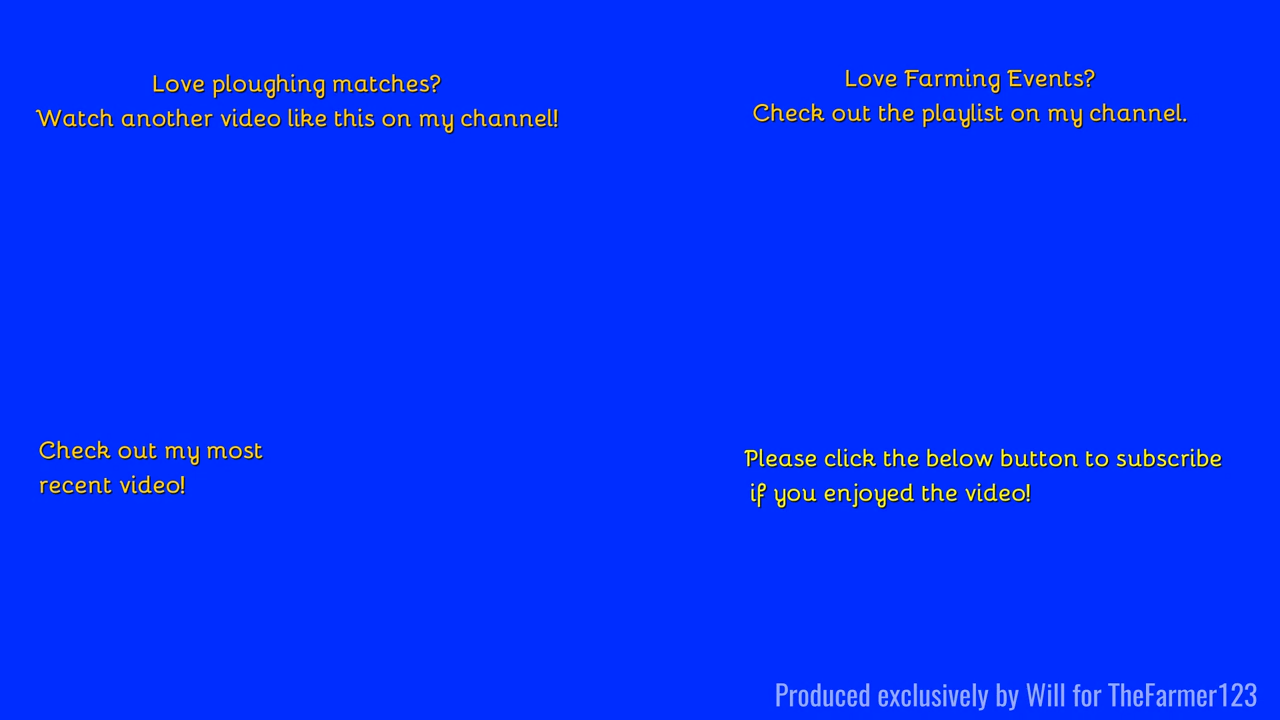 Love ploughing matches?
Watch another video like this on my channel!
Love Farming Events?
Check out the playlist on my channel.
Check out my most
recent video!
Please click the below button to subscribe
if you enjoyed the video!
Produced exclusively by Will for TheFarmer123